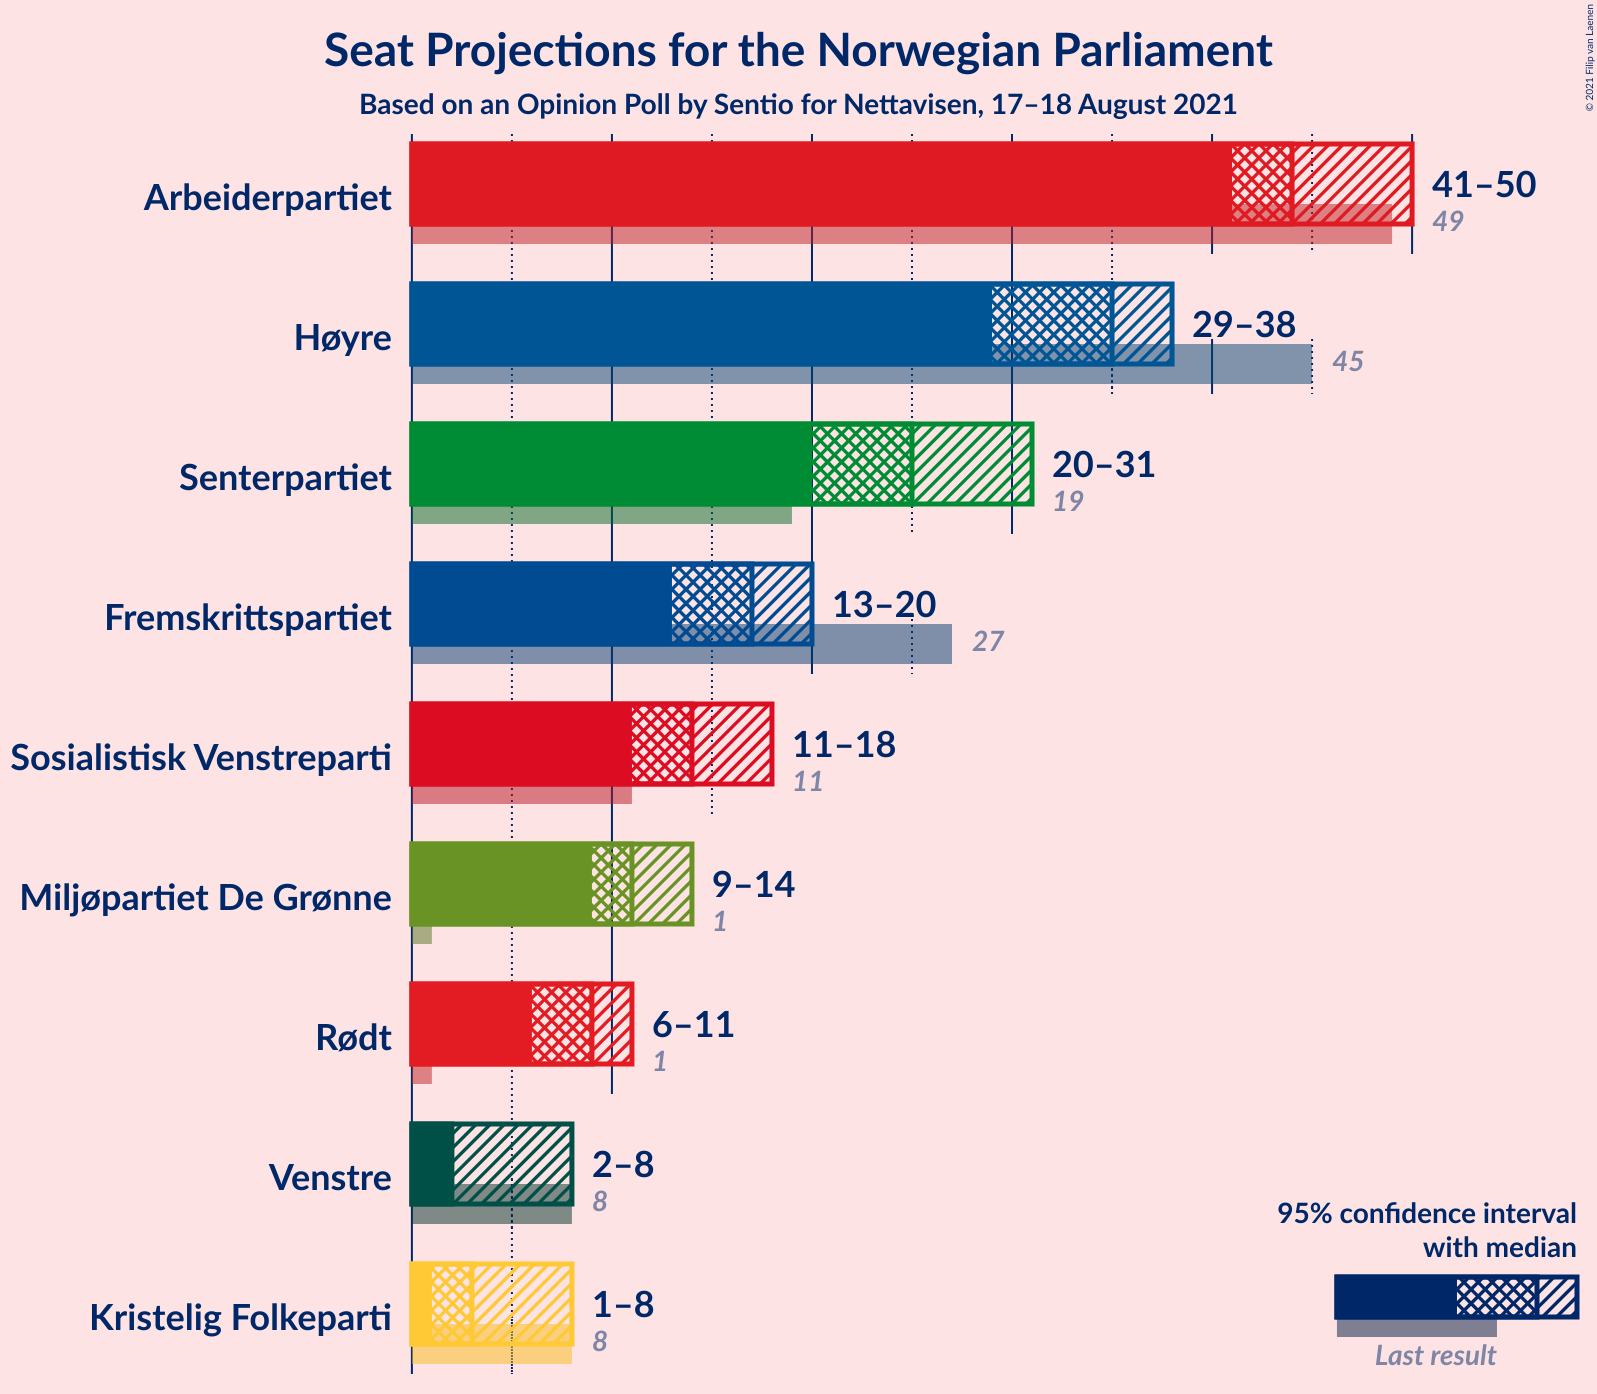 Seat Projections for the Norwegian Parliament
Based on an Opinion Poll by Sentio for Nettavisen, 17–18 August 2021
© 2021 Filip van Laenen
Arbeiderpartiet
41–50
49
Høyre
29–38
45
Senterpartiet
20–31
19
Fremskrittspartiet
13–20
27
Sosialistisk Venstreparti
11–18
11
Miljøpartiet De Grønne
9–14
1
Rødt
6–11
1
Venstre
2–8
8
Kristelig Folkeparti
1–8
8
95% confidence interval
with median
Last result